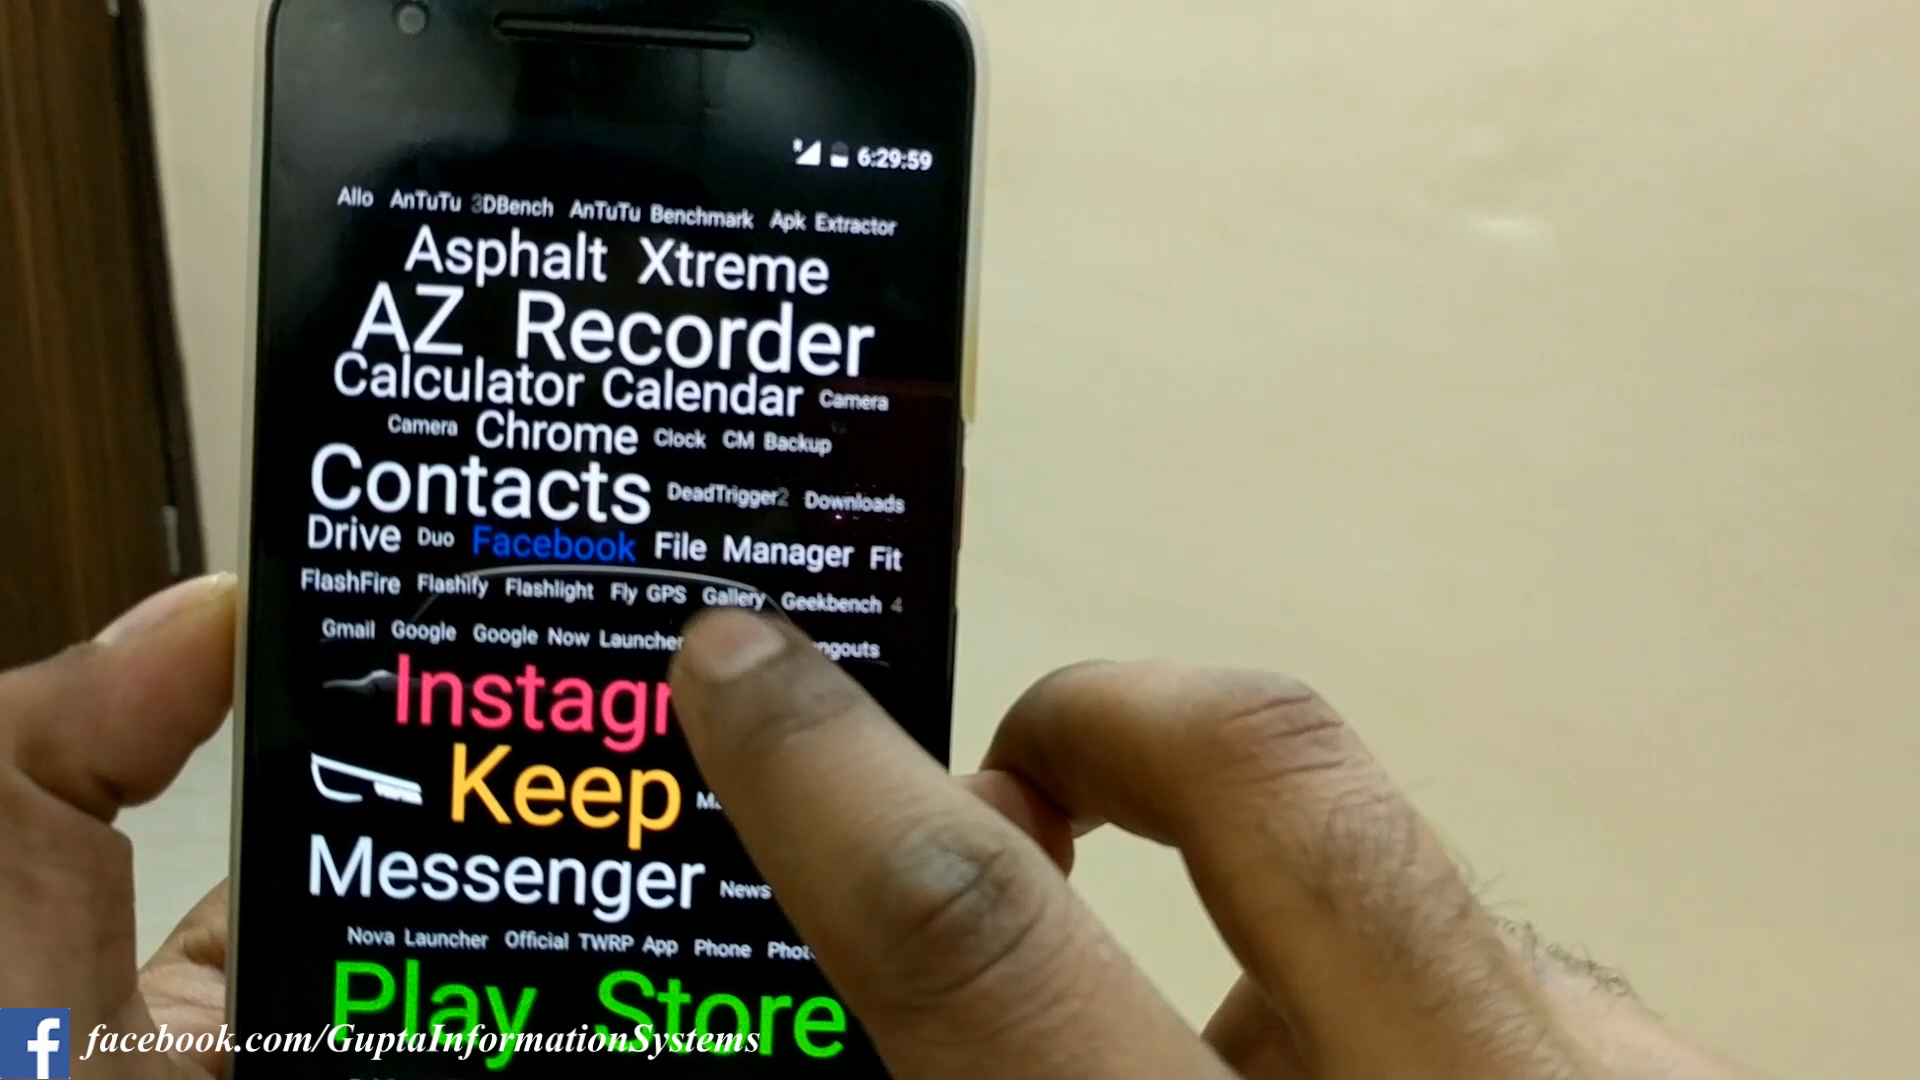 6:29:59
Allo AnTuTu 3DBench AnTuTu Benchmark Apk Extractor
Asphalt Xtreme
AZ Recorder
Calculator Calendar Camera
Camera Chrome Clock CM Backup
Contacts DeadTrigger2 Downloads
Drive Duo Facebook File Manager Fit
FlashFire Flashify Flashlight Fly GPS Gallery Geekbench 4
Gmail Google Google Now Launcher ngouts
Instagr
Keep
Messenger News
Nova Launcher Official TWRP App Phone Phot
Play Store
f facebook.com/GuptaInformationSystems